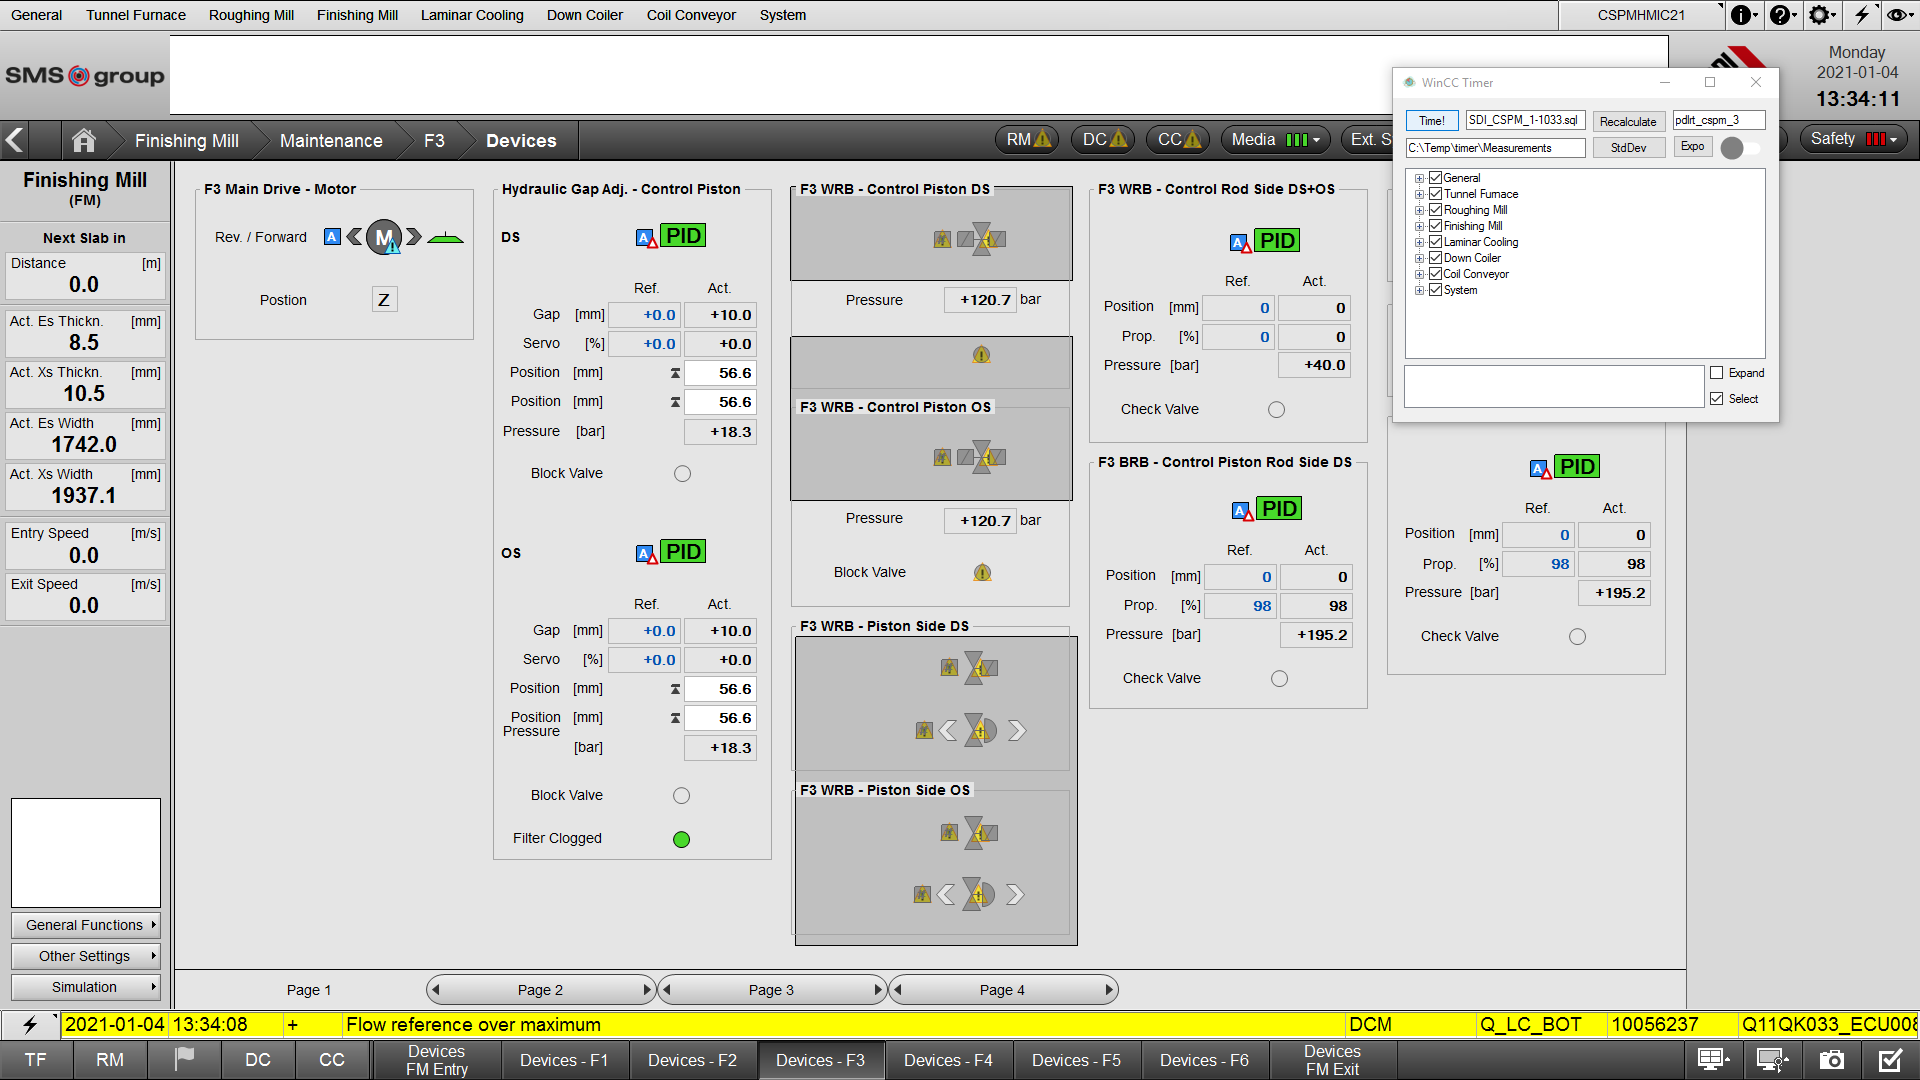 General Tunnel Furnace Roughing Mill Finishing Mill Laminar Cooling Down Coiler Coil Conveyor System CSPMHMIC21
SMS group
Monday
2021-01-04
13:34:11
WinCC Timer
Time! SDI_CSPM_1-1033.sql Recalculate pdlrt_cspm_3
C:\Temp\timer\Measurements StdDev Expo
General
Tunnel Furnace
Roughing Mill
Finishing Mill
Laminar Cooling
Down Coiler
Coil Conveyor
System
Expand
Select
Finishing Mill Maintenance F3 Devices RM DC CC Media Ext. S Safety
Finishing Mill
(FM)
Next Slab in
Distance [m]
0.0
Act. Es Thickn. [mm]
8.5
Act. Xs Thickn. [mm]
10.5
Act. Es Width [mm]
1742.0
Act. Xs Width [mm]
1937.1
Entry Speed [m/s]
0.0
Exit Speed [m/s]
0.0
General Functions
Other Settings
Simulation
F3 Main Drive - Motor
Rev. / Forward A M
Postion Z
Hydraulic Gap Adj. - Control Piston
DS A PID
Ref. Act.
Gap [mm] +0.0 +10.0
Servo [%] +0.0 +0.0
Position [mm] 56.6
Position [mm] 56.6
Pressure [bar] +18.3
Block Valve
OS A PID
Ref. Act.
Gap [mm] +0.0 +10.0
Servo [%] +0.0 +0.0
Position [mm] 56.6
Position [mm] 56.6
Pressure
[bar] +18.3
Block Valve
Filter Clogged
F3 WRB - Control Piston DS
Pressure +120.7 bar
F3 WRB - Control Piston OS
Pressure +120.7 bar
Block Valve
F3 WRB - Piston Side DS
F3 WRB - Piston Side OS
F3 WRB - Control Rod Side DS+OS
A PID
Ref. Act.
Position [mm] 0 0
Prop. [%] 0 0
Pressure [bar] +40.0
Check Valve
F3 BRB - Control Piston Rod Side DS
A PID
Ref. Act.
Position [mm] 0 0
Prop. [%] 98 98
Pressure [bar] +195.2
Check Valve
A PID
Ref. Act.
Position [mm] 0 0
Prop. [%] 98 98
Pressure [bar] +195.2
Check Valve
Page 1 Page 2 Page 3 Page 4
2021-01-04 13:34:08 + Flow reference over maximum DCM Q_LC_BOT 10056237 Q11QK033_ECU008
TF RM DC CC Devices FM Entry Devices - F1 Devices - F2 Devices - F3 Devices - F4 Devices - F5 Devices - F6 Devices FM Exit